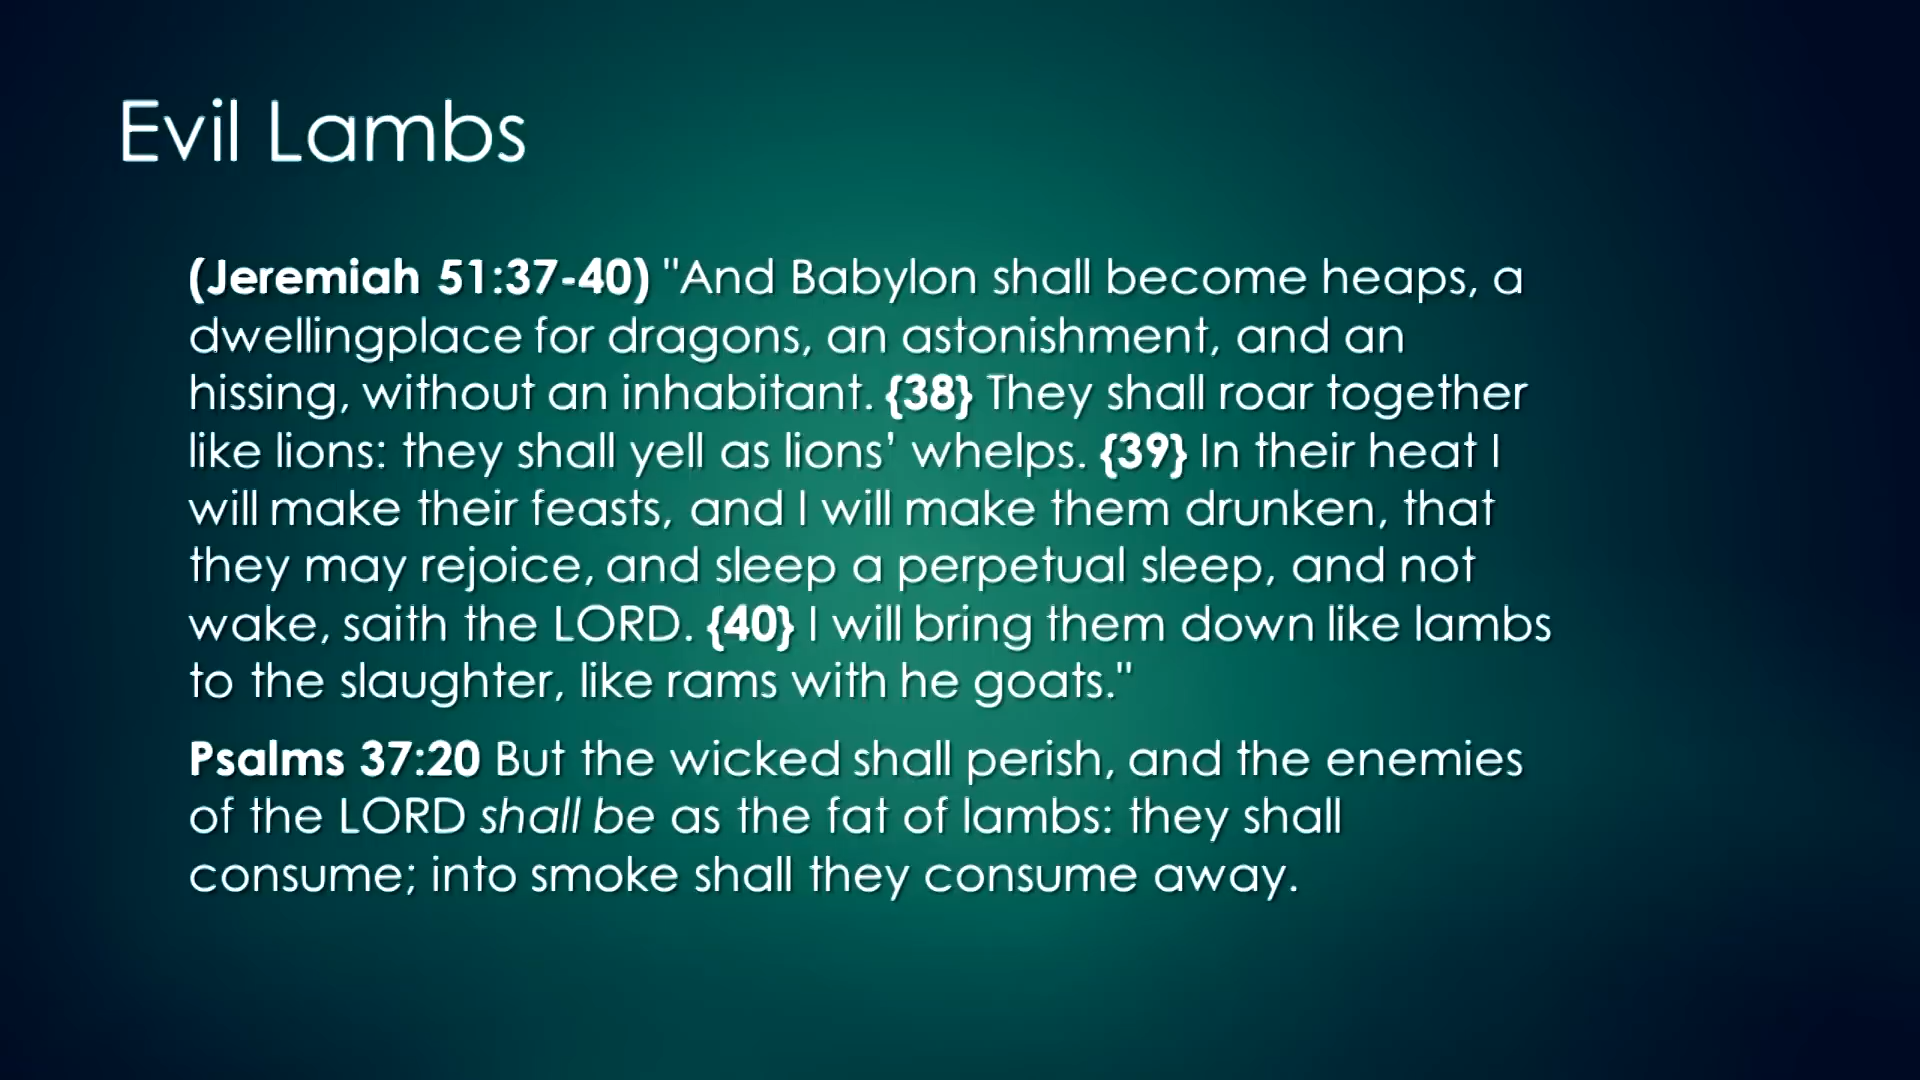 Evil Lambs
(Jeremiah 51:37-40) "And Babylon shall become heaps, a
dwellingplace for dragons, an astonishment, and an
hissing, without an inhabitant. {38} They shall roar together
like lions: they shall yell as lions’ whelps. {39} In their heat I
will make their feasts, and I will make them drunken, that
they may rejoice, and sleep a perpetual sleep, and not
wake, saith the LORD. {40} I will bring them down like lambs
to the slaughter, like rams with he goats."
Psalms 37:20 But the wicked shall perish, and the enemies
of the LORD shall be as the fat of lambs: they shall
consume; into smoke shall they consume away.